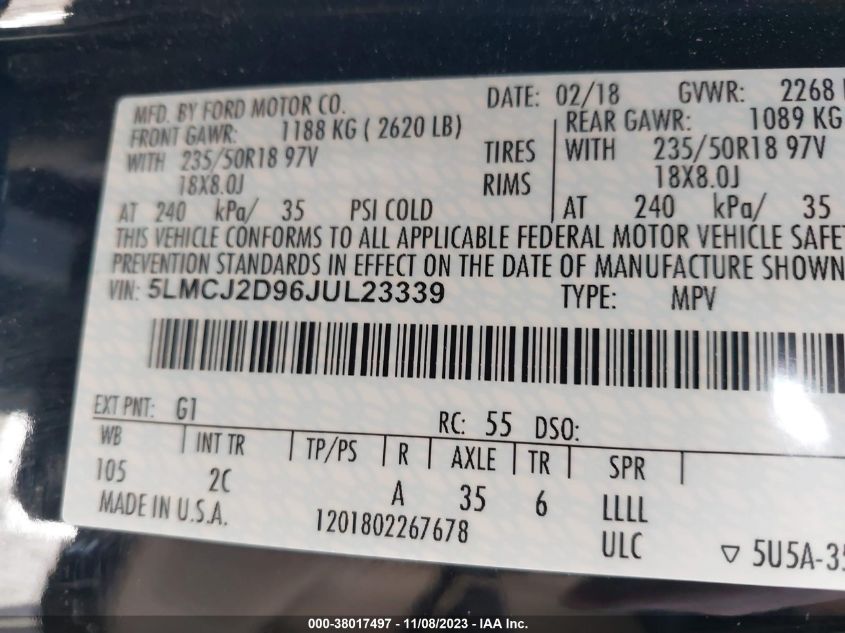 MFD. BY FORD MOTOR CO. DATE: 02/18 GVWR: 2268
FRONT GAWR: 1188 KG ( 2620 LB) REAR GAWR: 1089 KG
WITH 235/50R18 97V TIRES WITH 235/50R18 97V
18X8.0J RIMS 18X8.0J
AT 240 kPa/ 35 PSI COLD AT 240 kPa/ 35
THIS VEHICLE CONFORMS TO ALL APPLICABLE FEDERAL MOTOR VEHICLE SAFE
PREVENTION STANDARDS IN EFFECT ON THE DATE OF MANUFACTURE SHOWN
VIN: 5LMCJ2D96JUL23339 TYPE: MPV
EXT PNT: G1 RC: 55 DSO:
WB INT TR TP/PS R AXLE TR SPR
105 2C A 35 6 LLLL
MADE IN U.S.A. 1201802267678 ULC
▽ 5U5A-35
000-38017497 - 11/08/2023 - IAA, Inc.